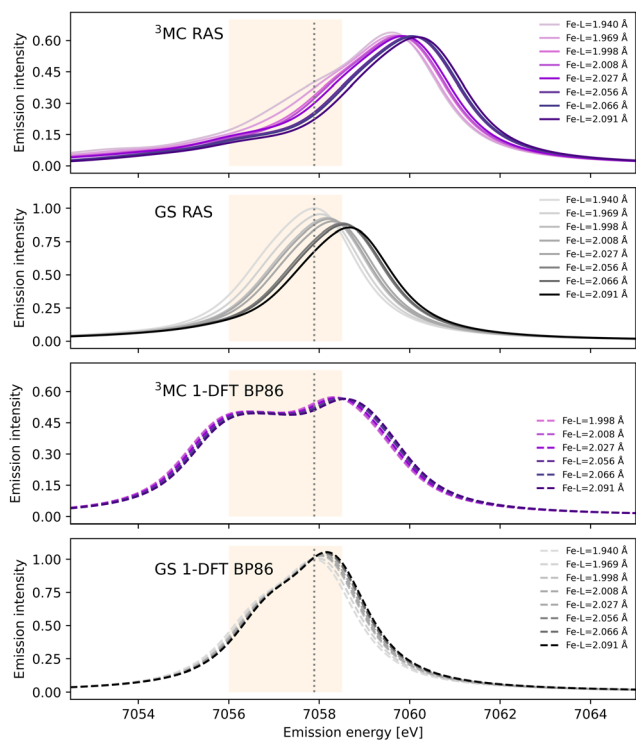 ³MC RAS
Emission intensity
0.60
0.45
0.30
0.15
0.00
Fe-L=1.940 Å
Fe-L=1.969 Å
Fe-L=1.998 Å
Fe-L=2.008 Å
Fe-L=2.027 Å
Fe-L=2.056 Å
Fe-L=2.066 Å
Fe-L=2.091 Å
GS RAS
Emission intensity
1.00
0.75
0.50
0.25
0.00
Fe-L=1.940 Å
Fe-L=1.969 Å
Fe-L=1.998 Å
Fe-L=2.008 Å
Fe-L=2.027 Å
Fe-L=2.056 Å
Fe-L=2.066 Å
Fe-L=2.091 Å
³MC 1-DFT BP86
Emission intensity
0.60
0.45
0.30
0.15
0.00
Fe-L=1.998 Å
Fe-L=2.008 Å
Fe-L=2.027 Å
Fe-L=2.056 Å
Fe-L=2.066 Å
Fe-L=2.091 Å
GS 1-DFT BP86
Emission intensity
1.00
0.75
0.50
0.25
0.00
Fe-L=1.940 Å
Fe-L=1.969 Å
Fe-L=1.998 Å
Fe-L=2.008 Å
Fe-L=2.027 Å
Fe-L=2.056 Å
Fe-L=2.066 Å
Fe-L=2.091 Å
7054 7056 7058 7060 7062 7064
Emission energy [eV]